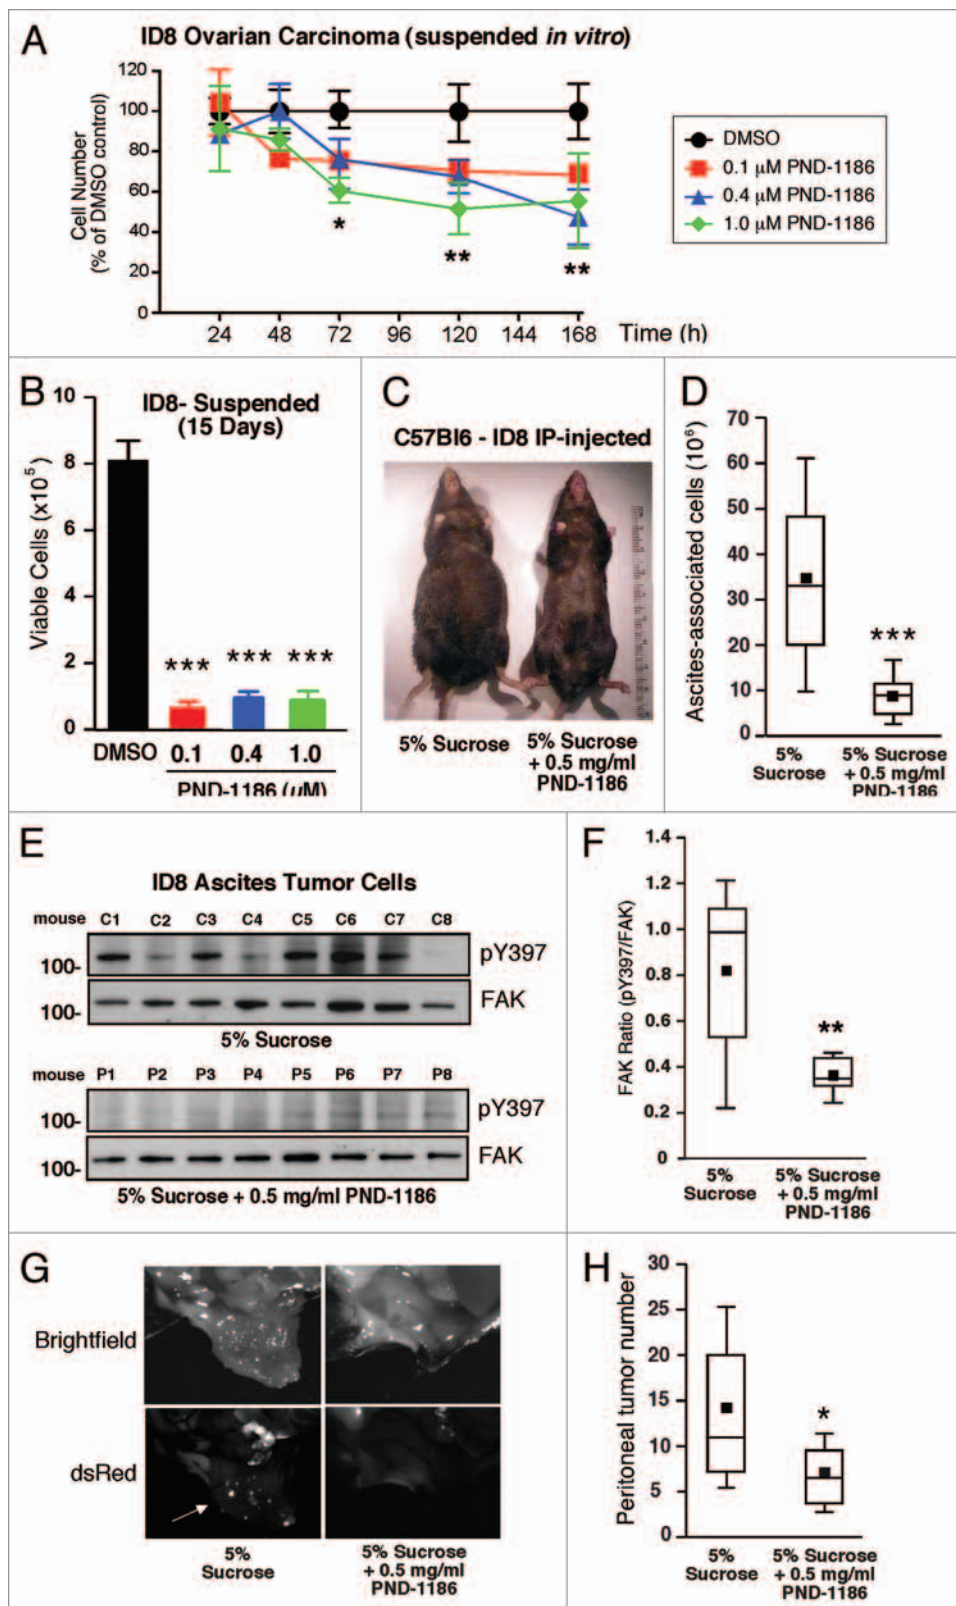 A
ID8 Ovarian Carcinoma (suspended in vitro)
Cell Number
(% of DMSO control)
120
100
80
60
40
20
0
24 48 72 96 120 144 168 Time (h)
*
**
**
DMSO
0.1 μM PND-1186
0.4 μM PND-1186
1.0 μM PND-1186
B
ID8- Suspended
(15 Days)
Viable Cells (x10⁵)
10
8
6
4
2
0
*** *** ***
DMSO 0.1 0.4 1.0
PND-1186 (μM)
C
C57Bl6 - ID8 IP-injected
5% Sucrose
5% Sucrose
+ 0.5 mg/ml
PND-1186
D
Ascites-associated cells (10⁶)
70
60
50
40
30
20
10
0
***
5%
Sucrose
5% Sucrose
+ 0.5 mg/ml
PND-1186
E
ID8 Ascites Tumor Cells
mouse C1 C2 C3 C4 C5 C6 C7 C8
100- pY397
100- FAK
5% Sucrose
mouse P1 P2 P3 P4 P5 P6 P7 P8
100- pY397
100- FAK
5% Sucrose + 0.5 mg/ml PND-1186
F
FAK Ratio (pY397/FAK)
1.4
1.2
1.0
0.8
0.6
0.4
0.2
0
**
5%
Sucrose
5% Sucrose
+ 0.5 mg/ml
PND-1186
G
Brightfield
dsRed
5%
Sucrose
5% Sucrose
+ 0.5 mg/ml
PND-1186
H
Peritoneal tumor number
30
25
20
15
10
5
0
*
5%
Sucrose
5% Sucrose
+ 0.5 mg/ml
PND-1186